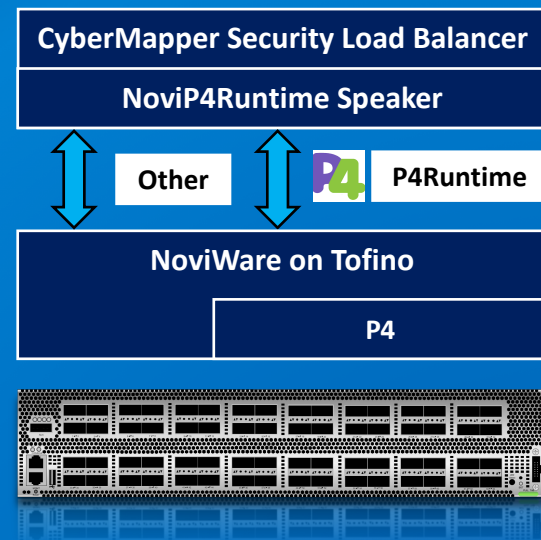 CyberMapper Security Load Balancer
NoviP4Runtime Speaker
Other
P4
P4Runtime
NoviWare on Tofino
P4